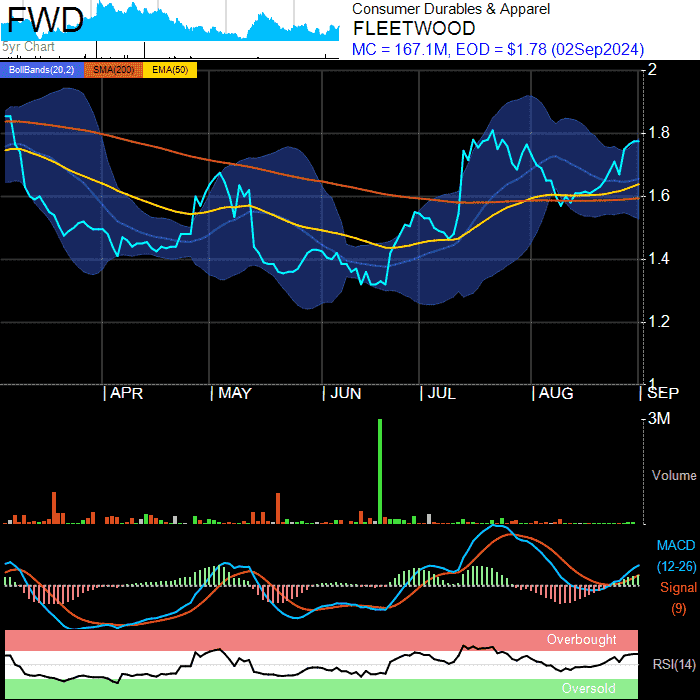 FWD
5yr Chart
Consumer Durables & Apparel
FLEETWOOD
MC = 167.1M, EOD = $1.78 (02Sep2024)
BollBands(20,2) SMA(200) EMA(50)
2
1.8
1.6
1.4
1.2
1
APR MAY JUN JUL AUG SEP
3M
Volume
MACD
(12-26)
Signal
(9)
Overbought
RSI(14)
Oversold